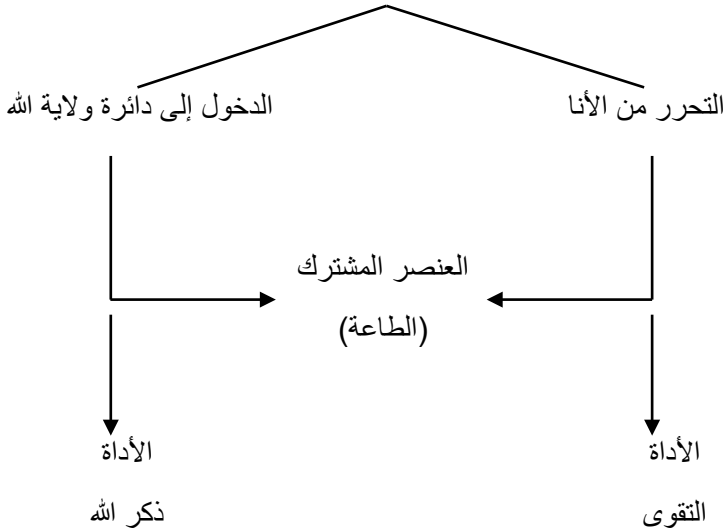 التحرر من الأنا
الدخول إلى دائرة ولاية الله
العنصر المشترك
(الطاعة)
الأداة
التقوى
الأداة
ذكر الله